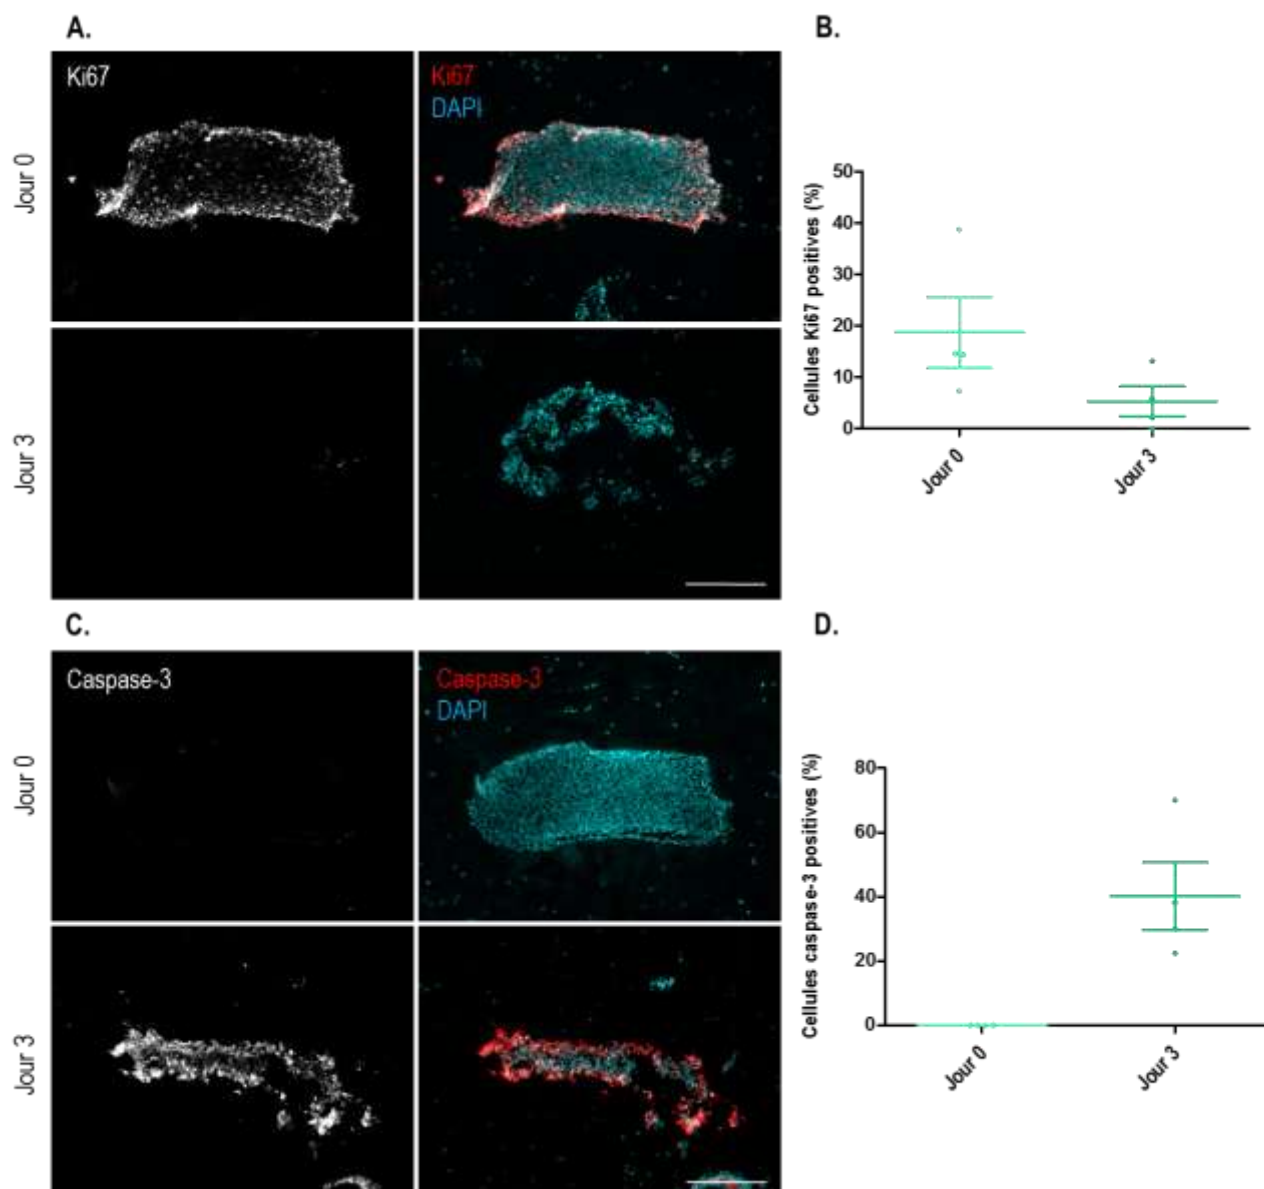 A.
B.
Ki67
Ki67
DAPI
Jour 0
Jour 3
Cellules Ki67 positives (%)
50
40
30
20
10
0
Jour 0
Jour 3
C.
D.
Caspase-3
Caspase-3
DAPI
Jour 0
Jour 3
Cellules caspase-3 positives (%)
80
60
40
20
0
Jour 0
Jour 3